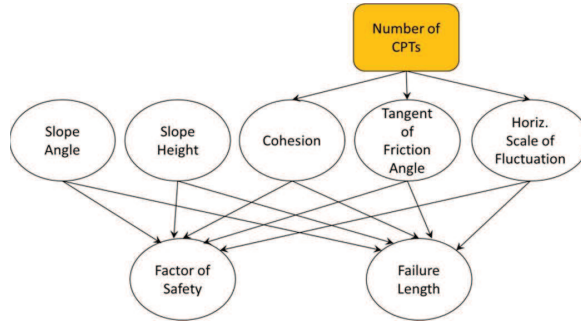 Number of
CPTs
Slope
Angle
Slope
Height
Cohesion
Tangent
of
Friction
Angle
Horiz.
Scale of
Fluctuation
Factor of
Safety
Failure
Length